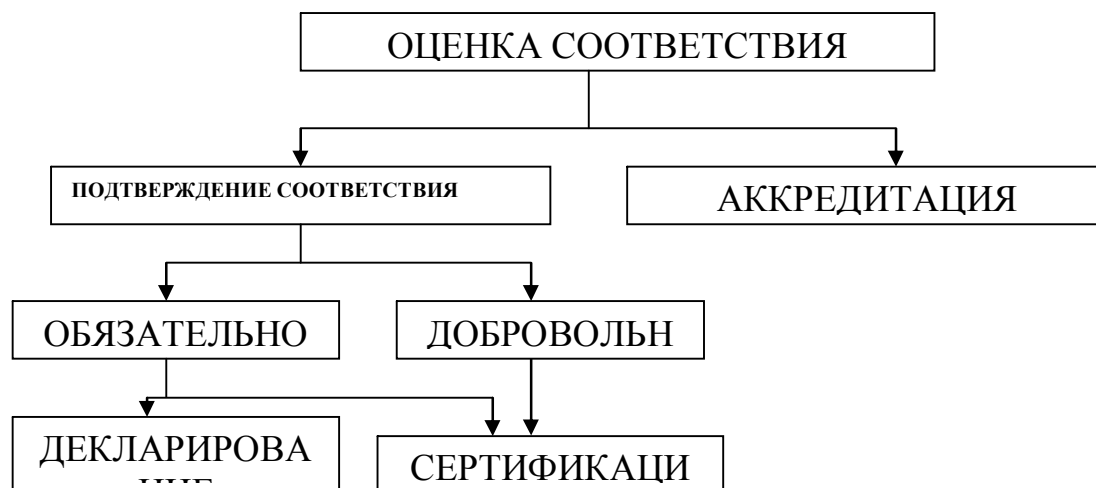 ОЦЕНКА СООТВЕТСТВИЯ
ПОДТВЕРЖДЕНИЕ СООТВЕТСТВИЯ
АККРЕДИТАЦИЯ
ОБЯЗАТЕЛЬНО
ДОБРОВОЛЬН
ДЕКЛАРИРОВА
СЕРТИФИКАЦИ